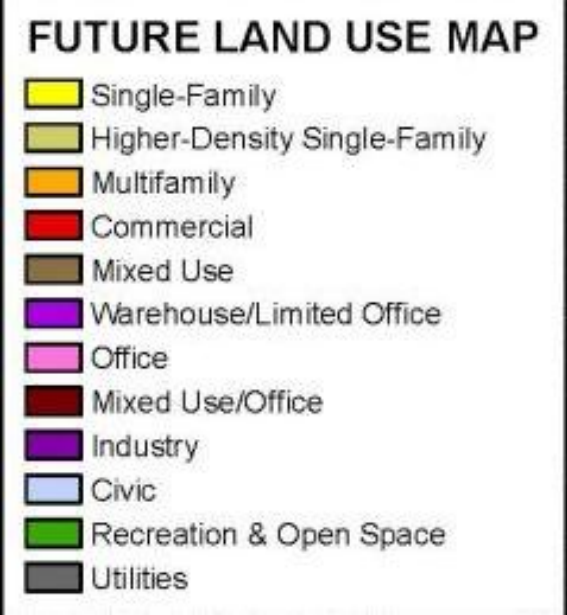 FUTURE LAND USE MAP
Single-Family
Higher-Density Single-Family
Multifamily
Commercial
Mixed Use
Warehouse/Limited Office
Office
Mixed Use/Office
Industry
Civic
Recreation & Open Space
Utilities